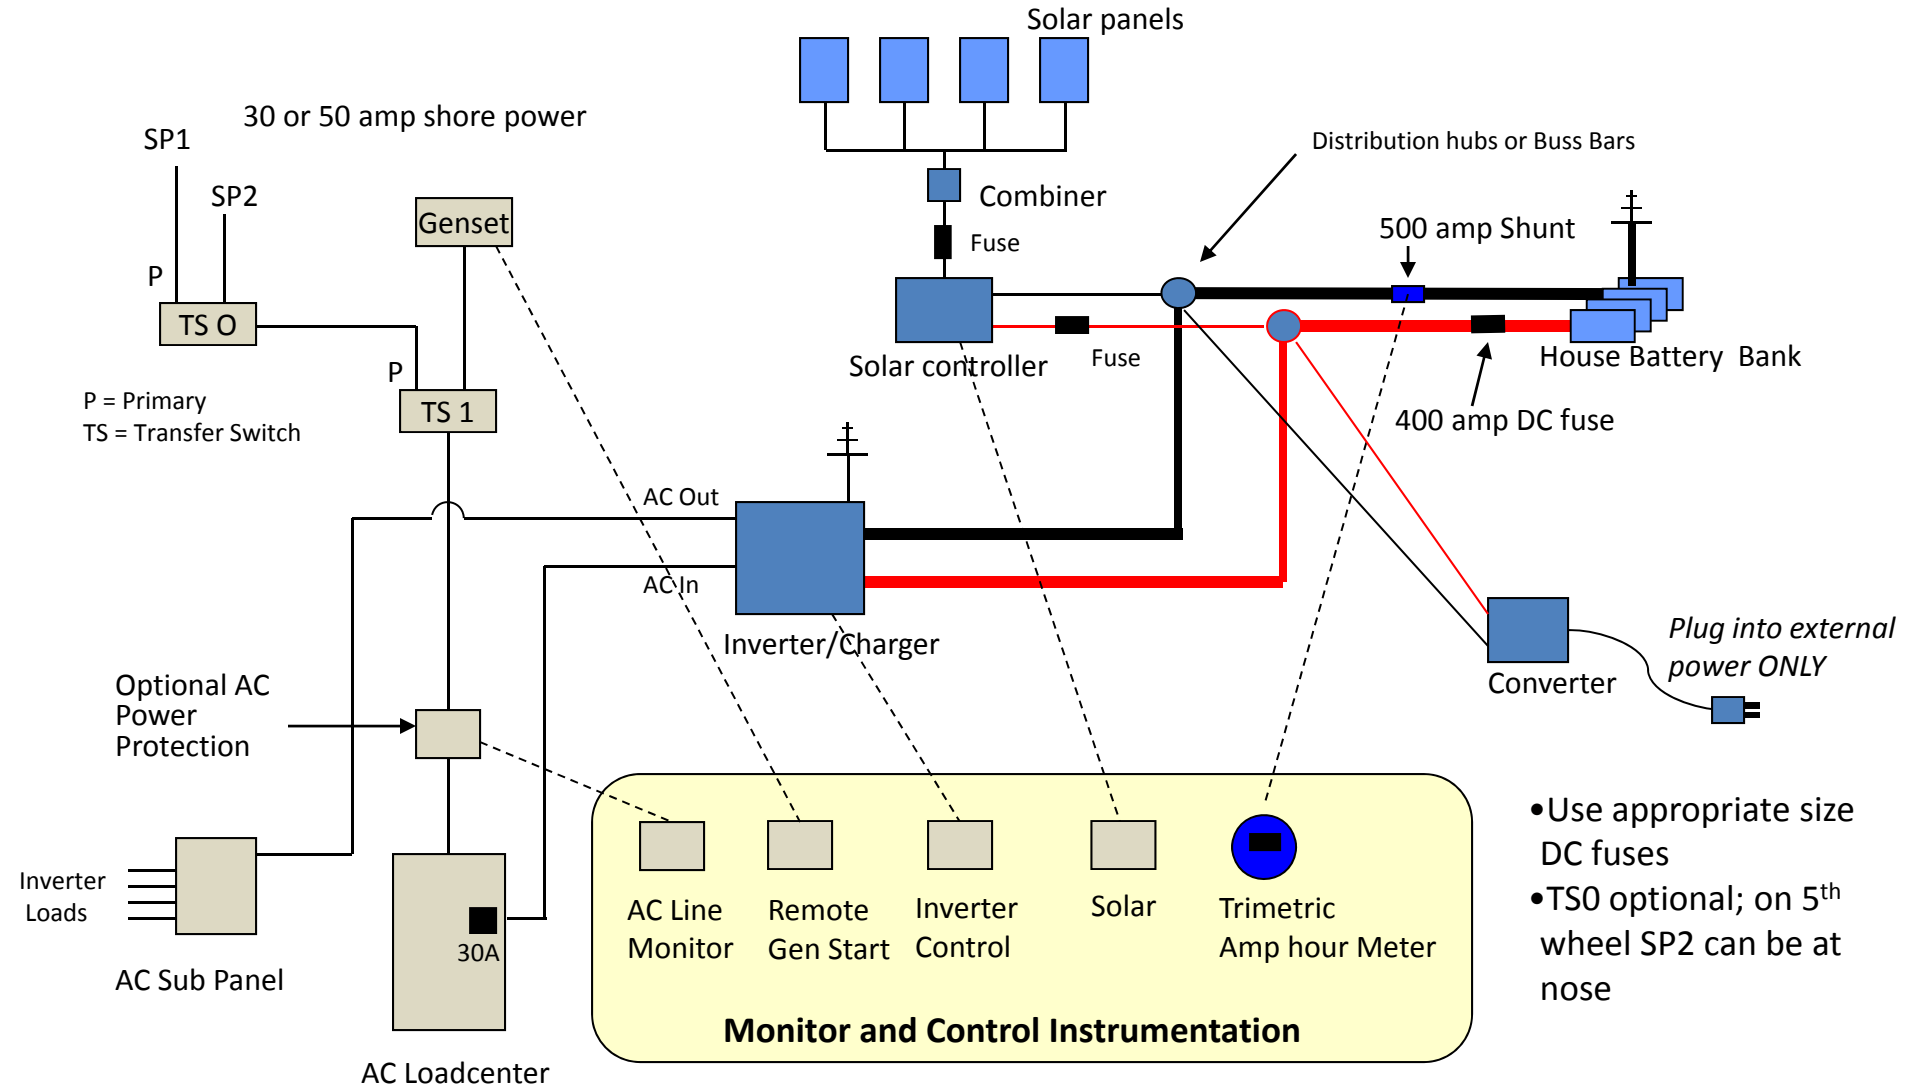 Solar panels
30 or 50 amp shore power
SP1
SP2
Distribution hubs or Buss Bars
Combiner
Genset
500 amp Shunt
Fuse
P
TS O
Solar controller
Fuse
House Battery Bank
P
P = Primary
TS = Transfer Switch
TS 1
400 amp DC fuse
AC Out
AC In
Inverter/Charger
Plug into external
power ONLY
Converter
Optional AC
Power
Protection
•Use appropriate size
DC fuses
•TS0 optional; on 5th
wheel SP2 can be at
nose
Inverter
Loads
AC Sub Panel
30A
AC Loadcenter
AC Line
Monitor
Remote
Gen Start
Inverter
Control
Solar
Trimetric
Amp hour Meter
Monitor and Control Instrumentation